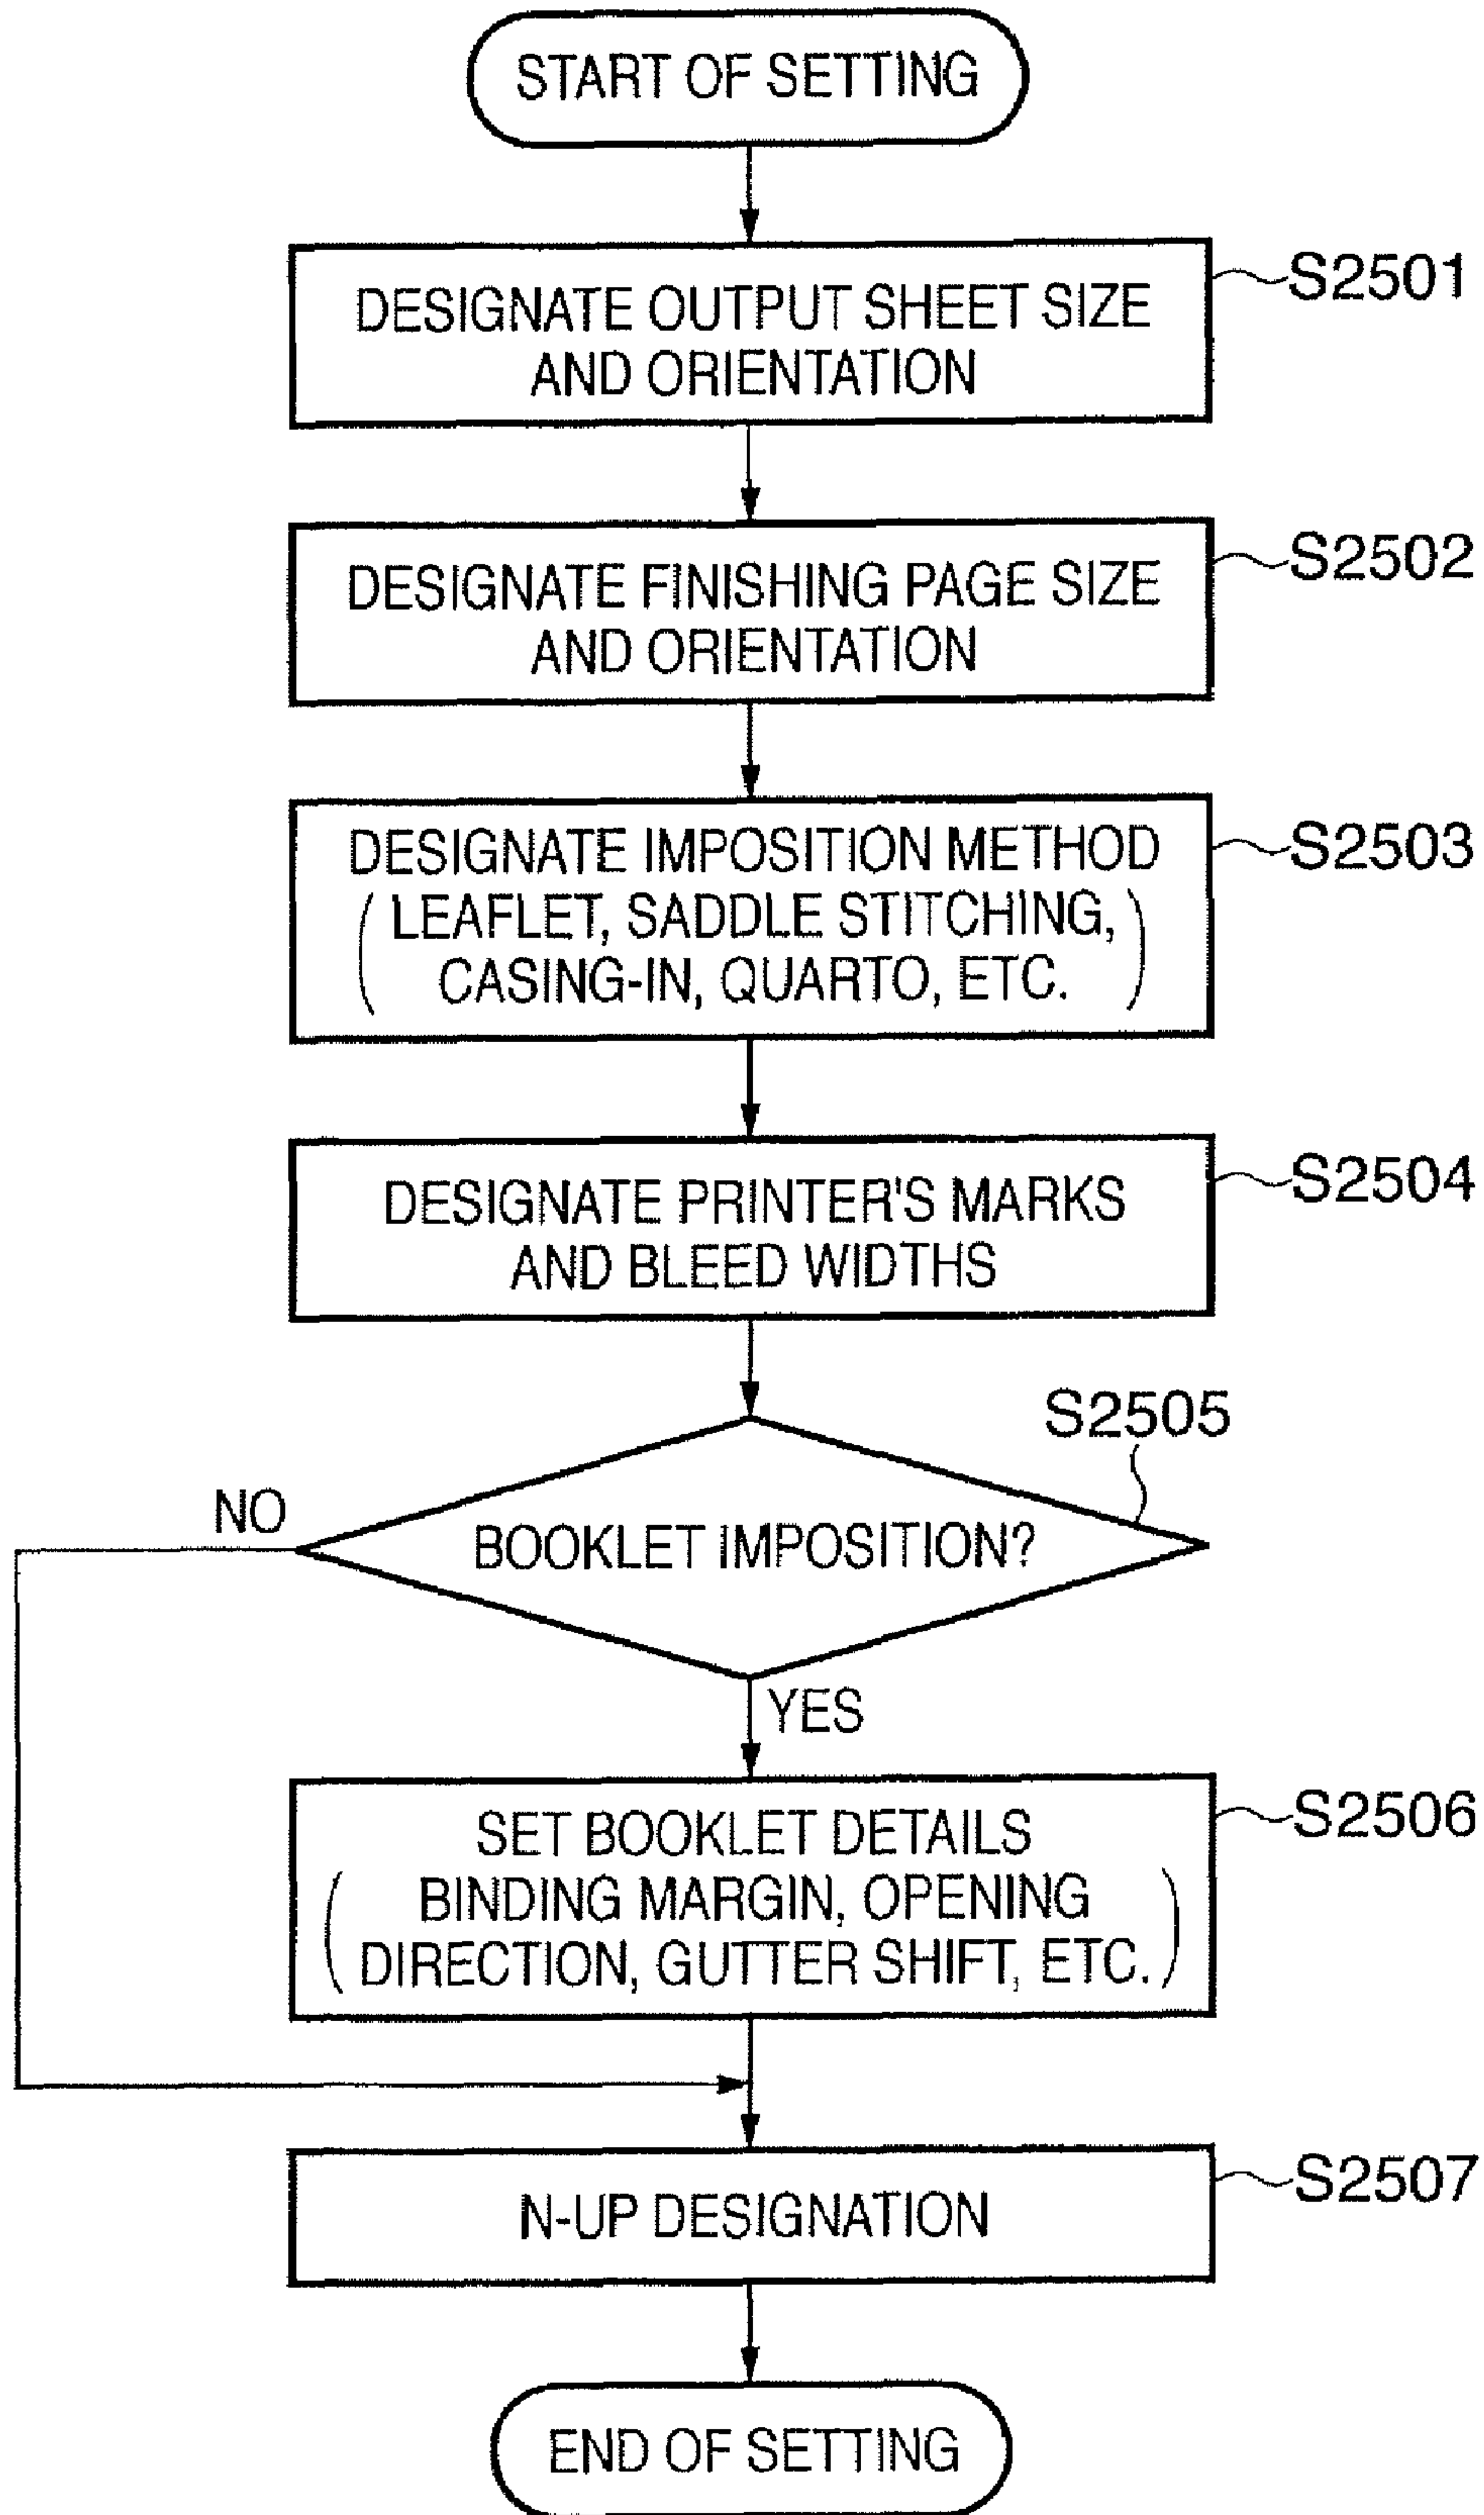 START OF SETTING
DESIGNATE OUTPUT SHEET SIZE
AND ORIENTATION
S2501
DESIGNATE FINISHING PAGE SIZE
AND ORIENTATION
S2502
DESIGNATE IMPOSITION METHOD
( LEAFLET, SADDLE STITCHING,
CASING-IN, QUARTO, ETC. )
S2503
DESIGNATE PRINTER'S MARKS
AND BLEED WIDTHS
S2504
S2505
NO
BOOKLET IMPOSITION?
YES
SET BOOKLET DETAILS
( BINDING MARGIN, OPENING
DIRECTION, GUTTER SHIFT, ETC. )
S2506
N-UP DESIGNATION
S2507
END OF SETTING